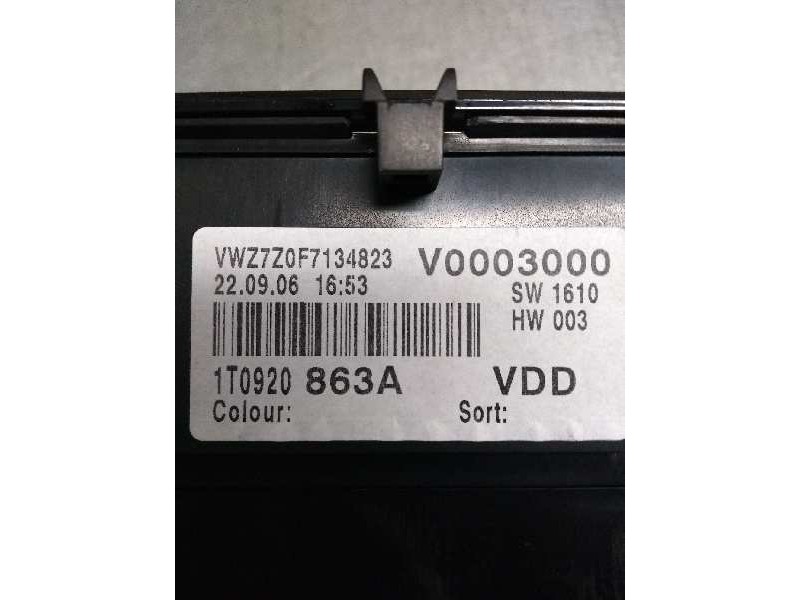 VWZ7Z0F7134823 V0003000
22.09.06 16:53 SW 1610
HW 003
1T0920 863A VDD
Colour: Sort: